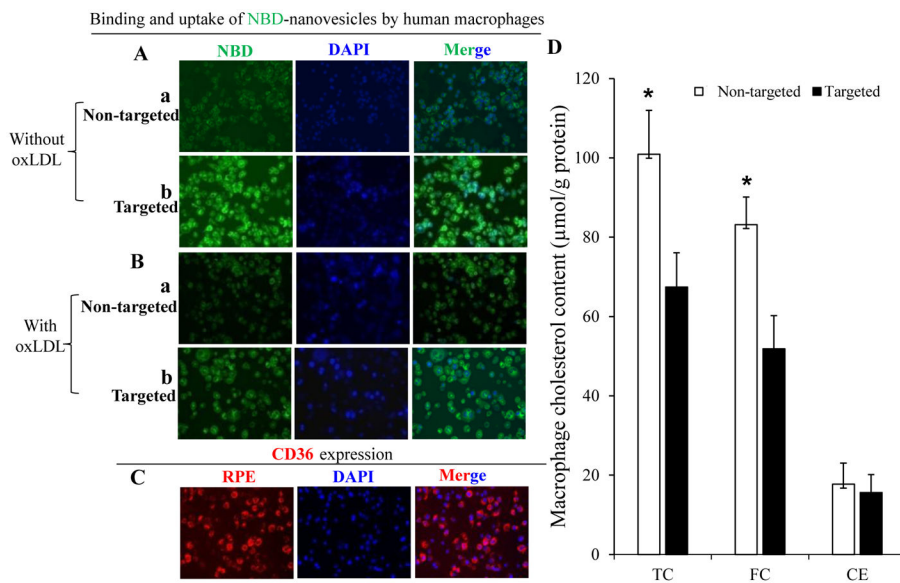 Binding and uptake of NBD-nanovesicles by human macrophages
A
NBD DAPI Merge
a
Non-targeted
Without
oxLDL
b
Targeted
B
a
Non-targeted
With
oxLDL
b
Targeted
CD36 expression
C
RPE DAPI Merge
D
Macrophage cholesterol content (µmol/g protein)
Non-targeted Targeted
120
100
80
60
40
20
0
*
*
TC FC CE